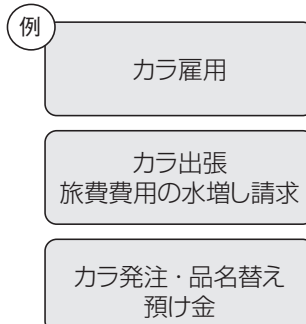 例
カラ雇用
カラ出張
旅費費用の水増し請求
カラ発注・品名替え
預け金